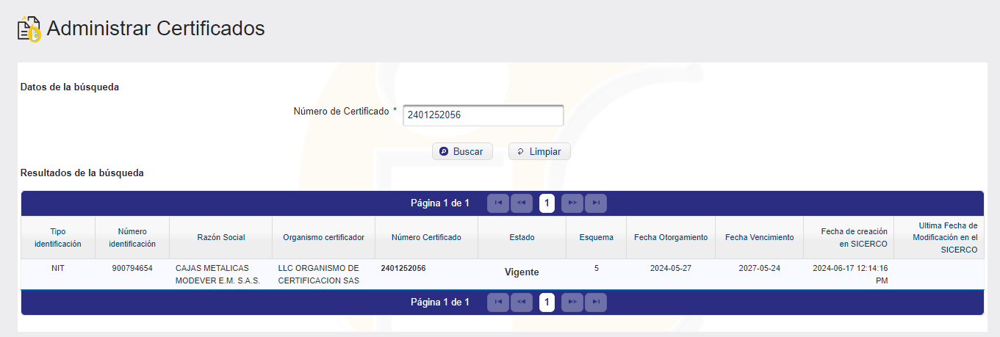 Administrar Certificados
Datos de la búsqueda
Número de Certificado * 2401252056
Buscar Limpiar
Resultados de la búsqueda
Página 1 de 1 1
Tipo identificación Número identificación Razón Social Organismo certificador Número Certificado Estado Esquema Fecha Otorgamiento Fecha Vencimiento Fecha de creación en SICERCO Ultima Fecha de Modificación en el SICERCO
NIT 900794654 CAJAS METALICAS MODEVER E.M. S.A.S. LLC ORGANISMO DE CERTIFICACION SAS 2401252056 Vigente 5 2024-05-27 2027-05-24 2024-06-17 12:14:16 PM
Página 1 de 1 1